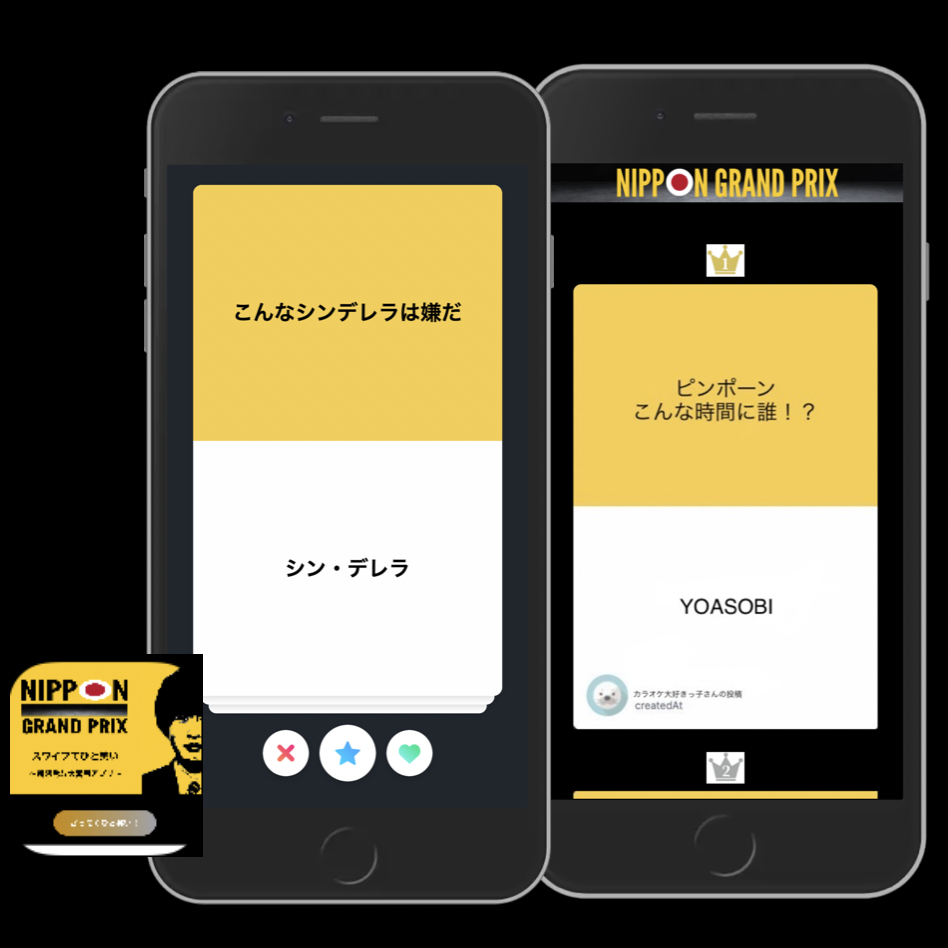 こんなシンデレラは嫌だ
シン・デレラ
NIPPON GRAND PRIX
1
ピンポーン
こんな時間に誰！？
YOASOBI
カラオケ大好きっ子さんの投稿
createdAt
2
NIPPON
GRAND PRIX
スワイプでひと笑い